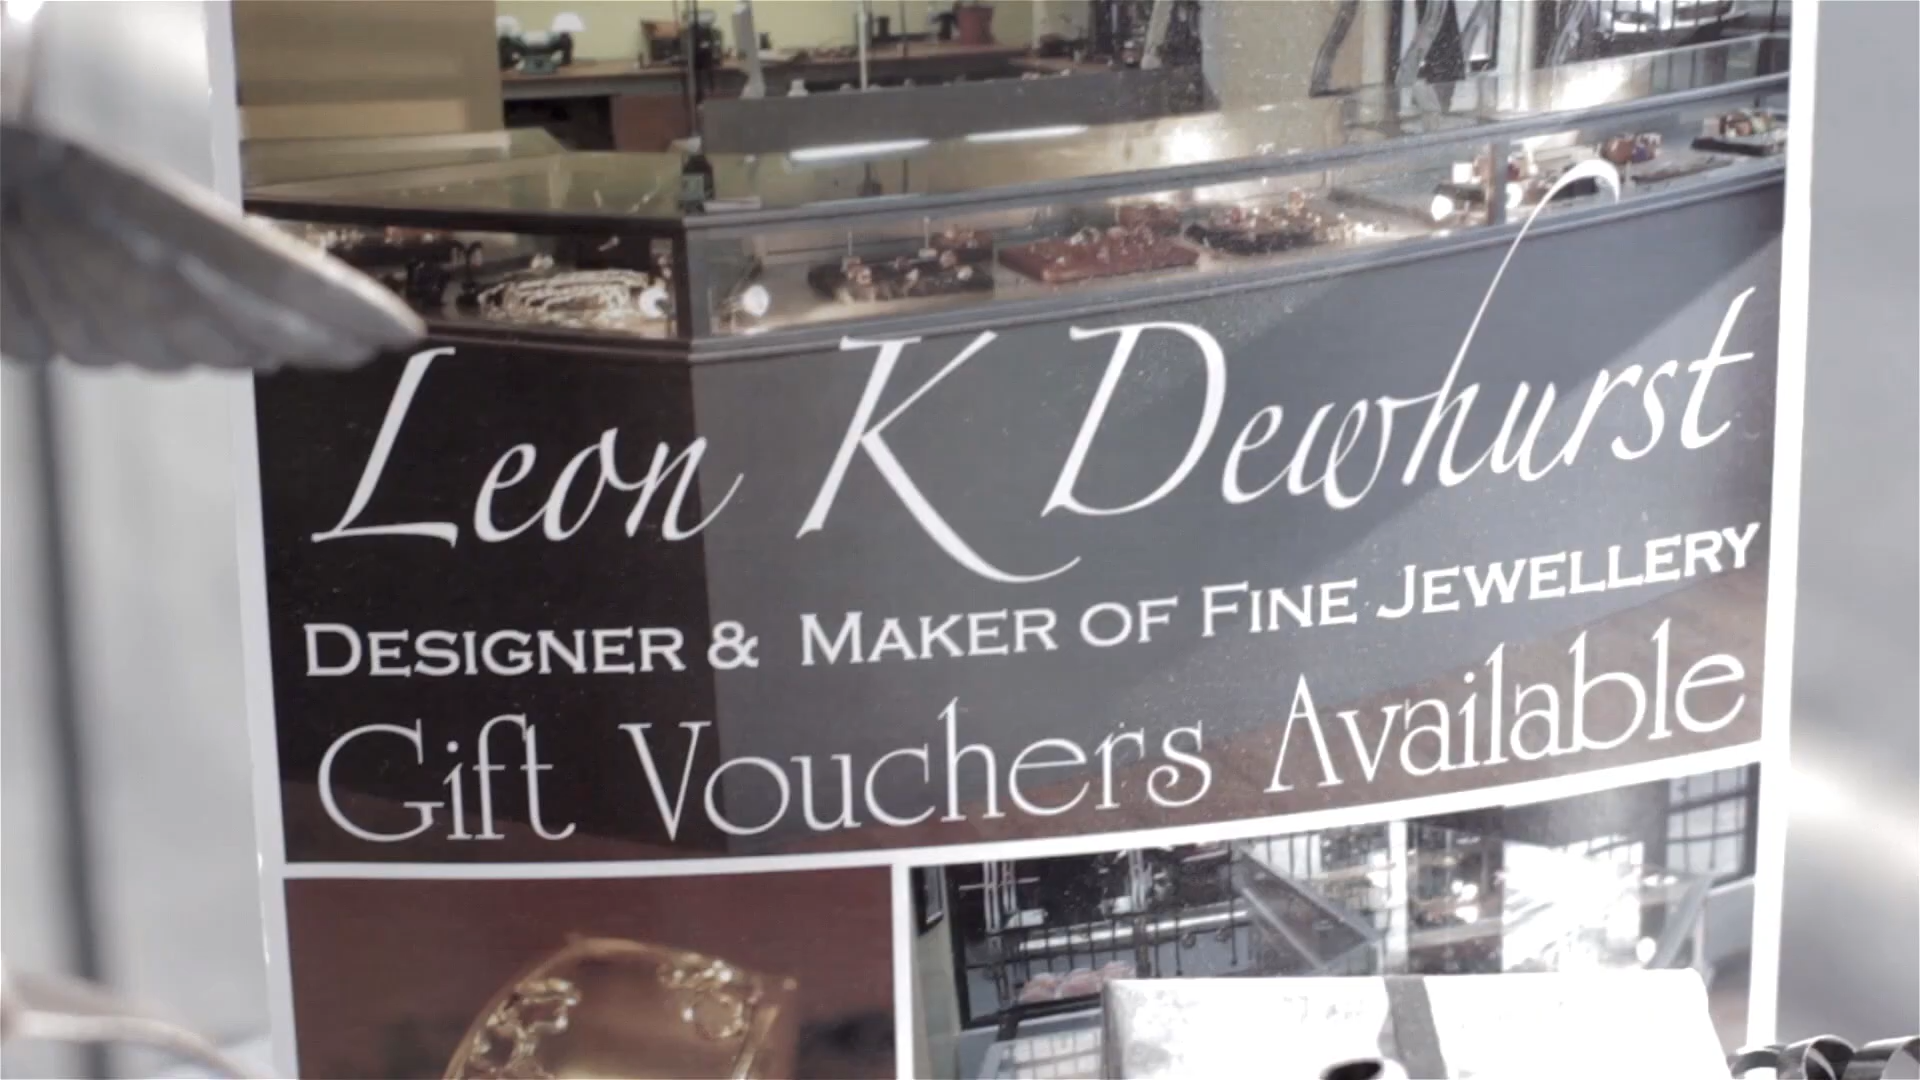 Leon K Dewhurst
DESIGNER & MAKER OF FINE JEWELLERY
Gift Vouchers Available